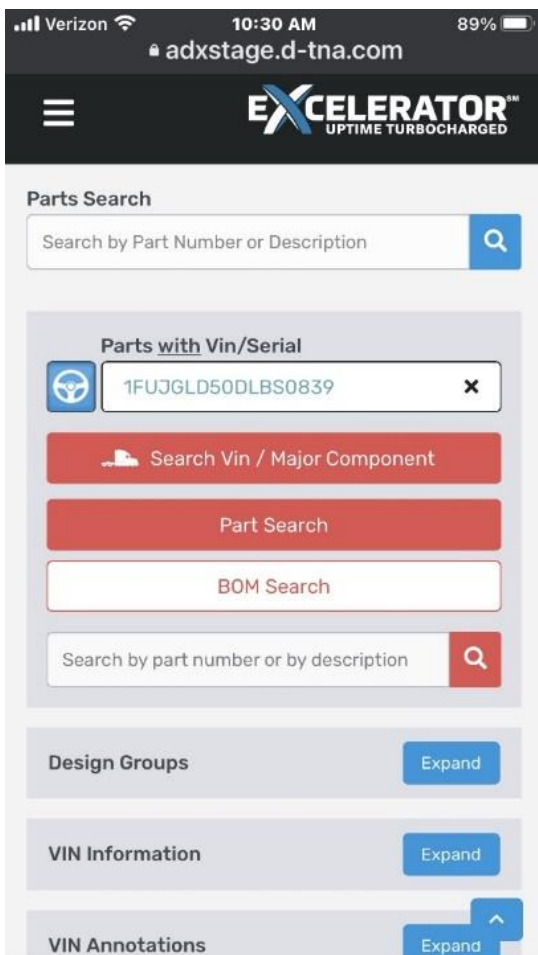 Verizon 10:30 AM 89%
adxstage.d-tna.com
EXCELERATOR℠
UPTIME TURBOCHARGED
Parts Search
Search by Part Number or Description
Parts with Vin/Serial
1FUJGLD50DLBS0839
Search Vin / Major Component
Part Search
BOM Search
Search by part number or by description
Design Groups Expand
VIN Information Expand
VIN Annotations Expand